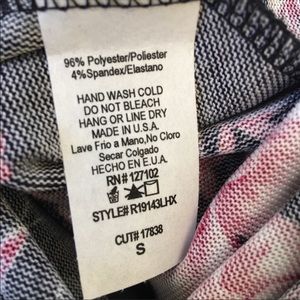 96% Polyester/Poliester
4%Spandex/Elastano
HAND WASH COLD
DO NOT BLEACH
HANG OR LINE DRY
MADE IN U.S.A.
Lave Frio a Mano,No Cloro
Secar Colgado
HECHO EN E.U.A.
RN# 127102
STYLE# R19143LHX
CUT# 17838
S